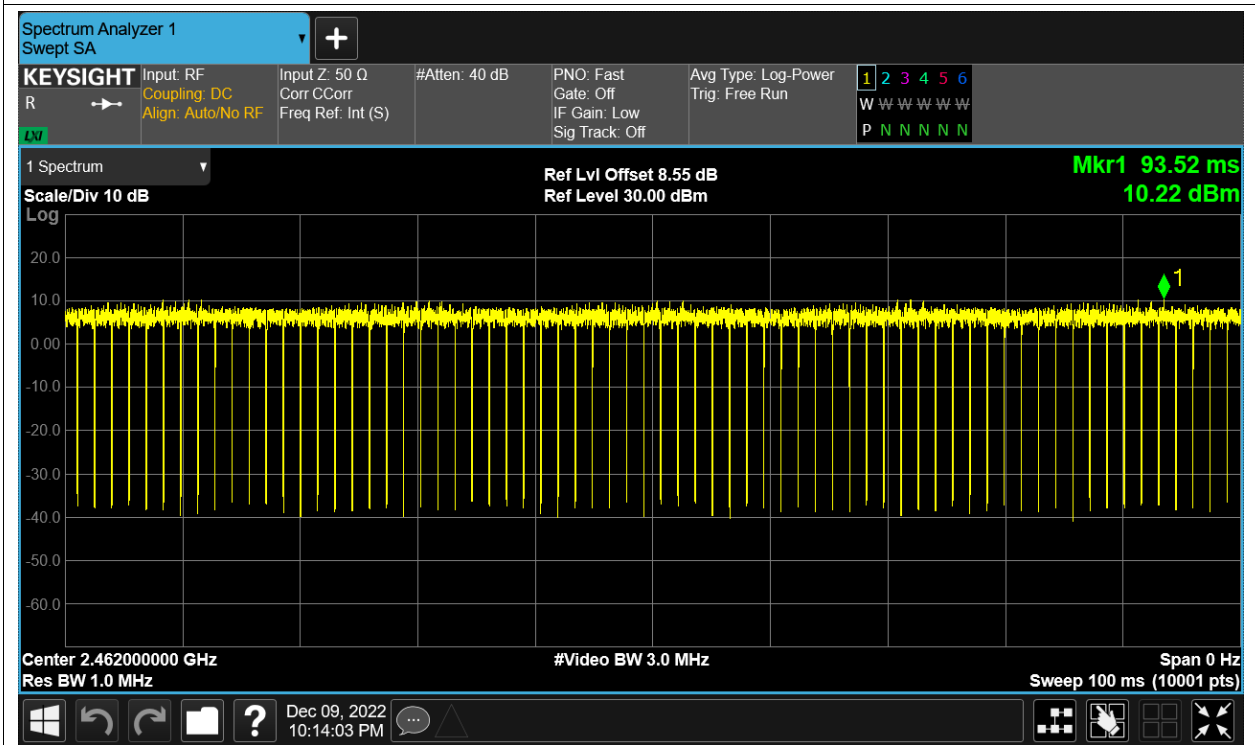 Spectrum Analyzer 1
Swept SA
KEYSIGHT
R
LXI
Input: RF
Coupling: DC
Align: Auto/No RF
Input Z: 50 Ω
Corr CCorr
Freq Ref: Int (S)
#Atten: 40 dB
PNO: Fast
Gate: Off
IF Gain: Low
Sig Track: Off
Avg Type: Log-Power
Trig: Free Run
1 2 3 4 5 6
W W W W W W
P N N N N N
1 Spectrum
Scale/Div 10 dB
Log
Ref Lvl Offset 8.55 dB
Ref Level 30.00 dBm
Mkr1 93.52 ms
10.22 dBm
1
20.0
10.0
0.00
-10.0
-20.0
-30.0
-40.0
-50.0
-60.0
Center 2.462000000 GHz
#Video BW 3.0 MHz
Span 0 Hz
Res BW 1.0 MHz
Sweep 100 ms (10001 pts)
?
Dec 09, 2022
10:14:03 PM